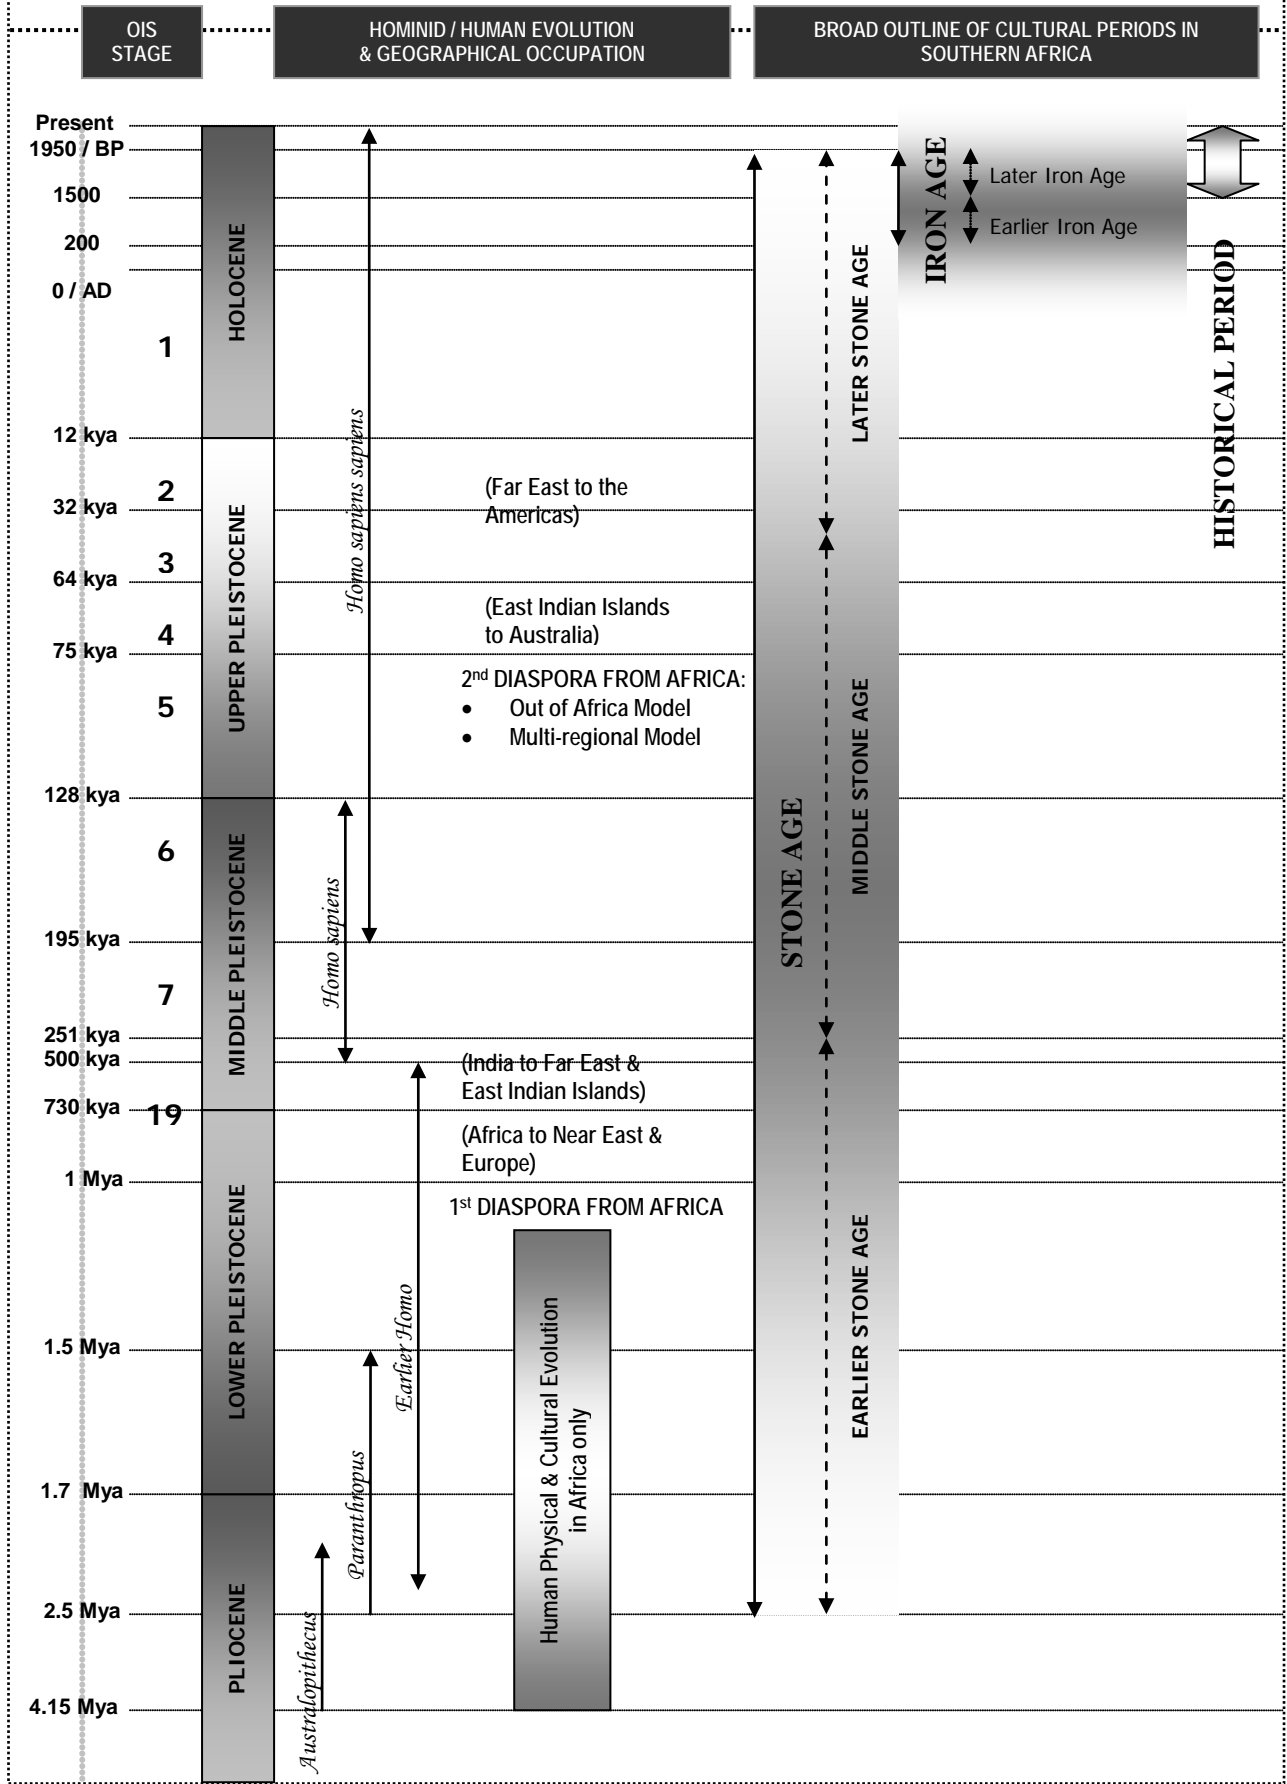 OIS
STAGE
HOMINID / HUMAN EVOLUTION
& GEOGRAPHICAL OCCUPATION
BROAD OUTLINE OF CULTURAL PERIODS IN
SOUTHERN AFRICA
Present
1950 / BP
1500
200
0 / AD
12 kya
32 kya
64 kya
75 kya
128 kya
195 kya
251 kya
500 kya
730 kya
1 Mya
1.5 Mya
1.7 Mya
2.5 Mya
4.15 Mya
1
2
3
4
5
6
7
19
HOLOCENE
UPPER PLEISTOCENE
MIDDLE PLEISTOCENE
LOWER PLEISTOCENE
PLIOCENE
Homo sapiens sapiens
Homo sapiens
Earlier Homo
Paranthropus
Australopithecus
(Far East to the
Americas)
(East Indian Islands
to Australia)
2nd DIASPORA FROM AFRICA:
• Out of Africa Model
• Multi-regional Model
(India to Far East &
East Indian Islands)
(Africa to Near East &
Europe)
1st DIASPORA FROM AFRICA
Human Physical & Cultural Evolution
in Africa only
STONE AGE
LATER STONE AGE
MIDDLE STONE AGE
EARLIER STONE AGE
IRON AGE
Later Iron Age
Earlier Iron Age
HISTORICAL PERIOD